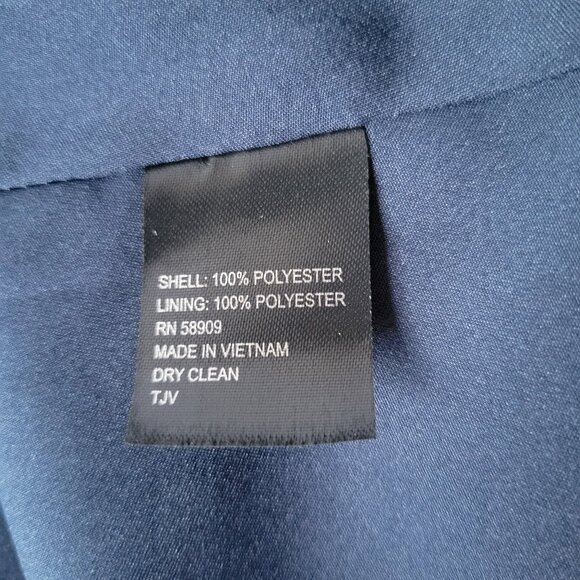 SHELL: 100% POLYESTER
LINING: 100% POLYESTER
RN 58909
MADE IN VIETNAM
DRY CLEAN
TJV